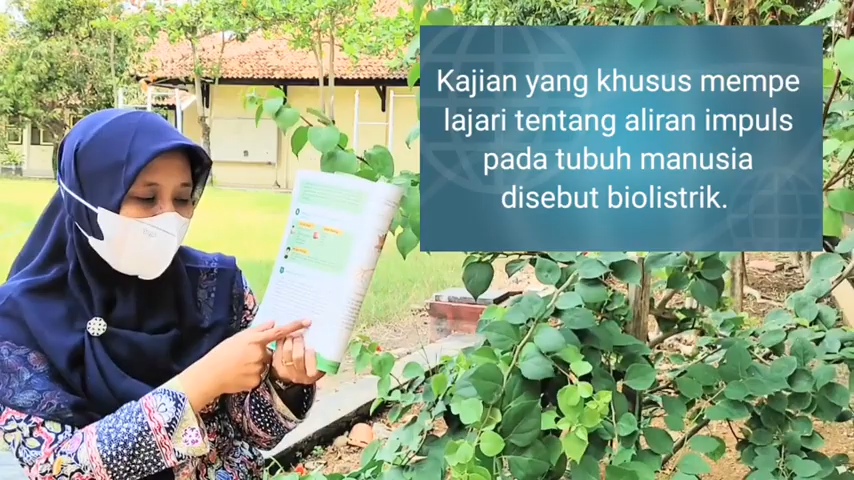 Kajian yang khusus mempe
lajari tentang aliran impuls
pada tubuh manusia
disebut biolistrik.